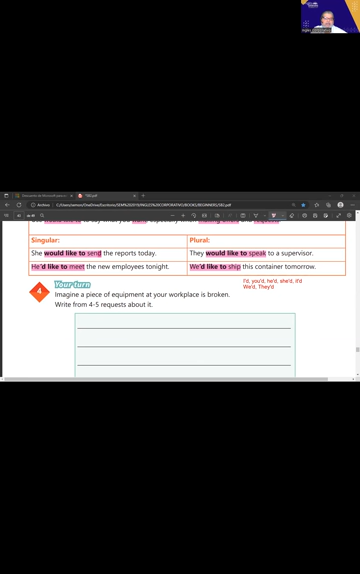 Archivo
Singular:
Plural:
She would like to send the reports today.
They would like to speak to a supervisor.
He'd like to meet the new employees tonight.
We'd like to ship this container tomorrow.
I'd, you'd, he'd, she'd, it'd
We'd, They'd
4
Your turn
Imagine a piece of equipment at your workplace is broken.
Write from 4-5 requests about it.